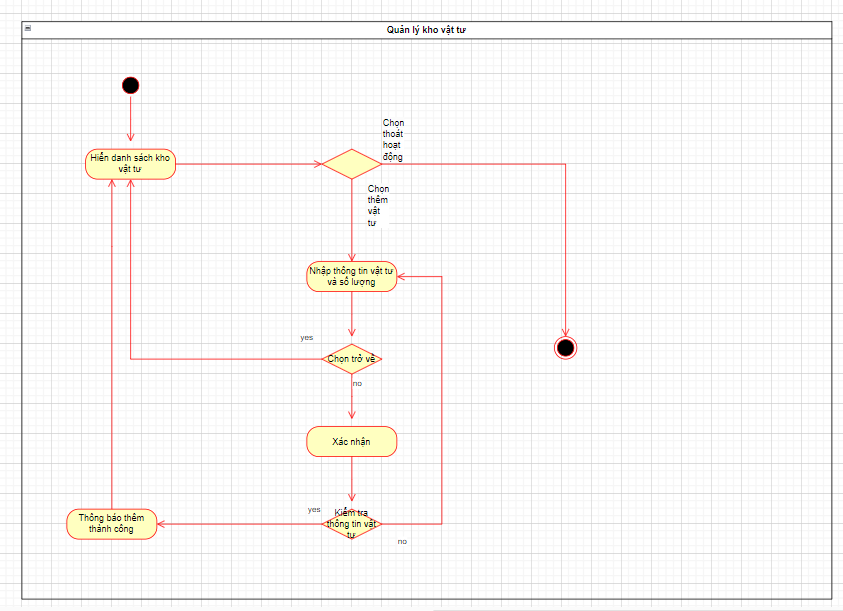 Quản lý kho vật tư
Chọn
thoát
hoạt
động
Hiển danh sách kho
vật tư
Chọn
thêm
vật
tư
Nhập thông tin vật tư
và số lượng
yes
Chọn trở về
no
Xác nhận
yes
Kiểm tra
thông tin vật
tư
Thông báo thêm
thành công
no